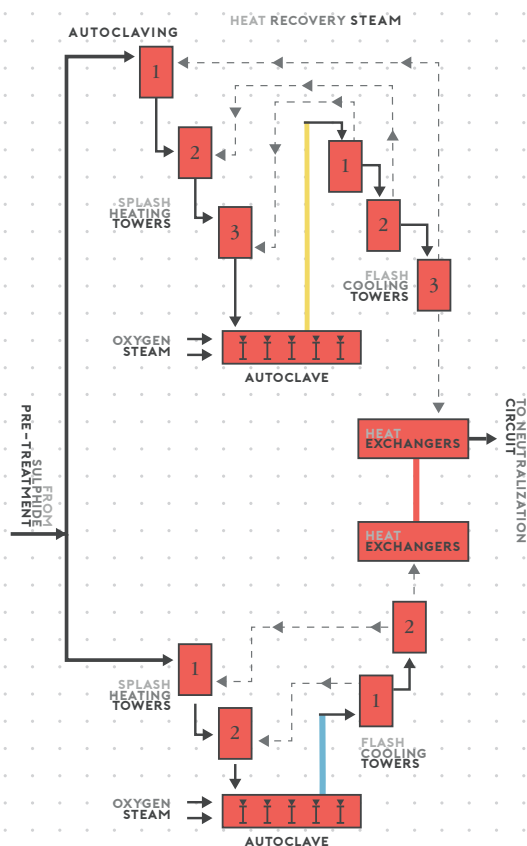 HEAT RECOVERY STEAM
AUTOCLAVING
1
2
3
SPLASH
HEATING
TOWERS
1
2
3
FLASH
COOLING
TOWERS
OXYGEN
STEAM
AUTOCLAVE
FROM
SULPHIDE
PRE-TREATMENT
HEAT
EXCHANGERS
TO NEUTRALIZATION
CIRCUIT
HEAT
EXCHANGERS
1
2
SPLASH
HEATING
TOWERS
2
1
FLASH
COOLING
TOWERS
OXYGEN
STEAM
AUTOCLAVE